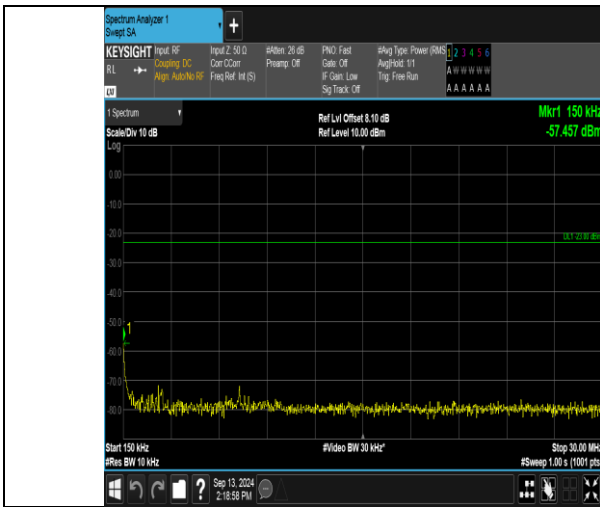 Spectrum Analyzer 1
Swept SA
+
KEYSIGHT Input: RF Input Z: 50 Ω #Atten: 26 dB PNO: Fast #Avg Type: Power (RMS 1 2 3 4 5 6
RL Coupling: DC Corr CCorr Preamp: Off Gate: Off Avg|Hold: 1/1 A W W W W W
Align: Auto/No RF Freq Ref: Int (S) IF Gain: Low Trig: Free Run
LXI Sig Track: Off A A A A A A
1 Spectrum Ref Lvl Offset 8.10 dB Mkr1 150 kHz
Scale/Div 10 dB Ref Level 10.00 dBm -57.457 dBm
Log
0.00
-10.0
-20.0
DL1 -23.00 dBm
-30.0
-40.0
-50.0
1
-60.0
-70.0
-80.0
Start 150 kHz #Video BW 30 kHz* Stop 30.00 MHz
#Res BW 10 kHz #Sweep 1.00 s (1001 pts
? Sep 13, 2024
2:18:58 PM